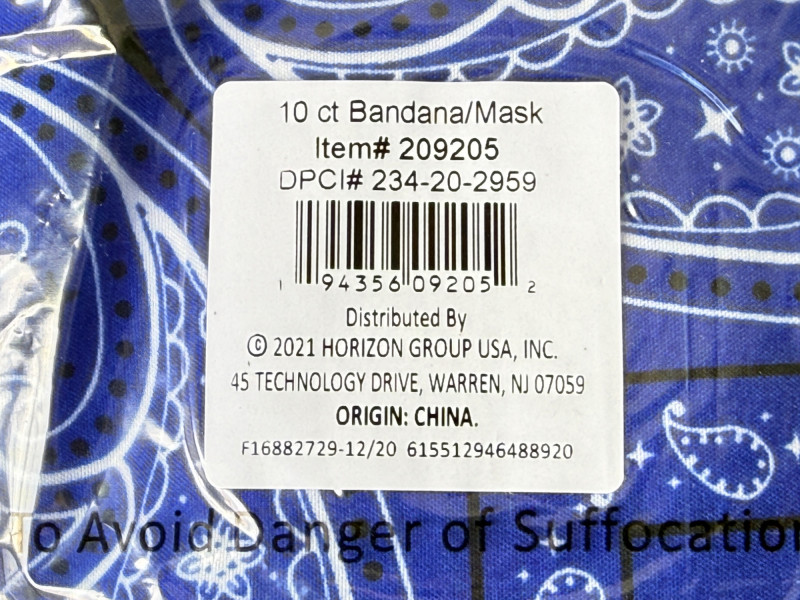 10 ct Bandana/Mask
Item# 209205
DPCI# 234-20-2959
1 94356 09205 2
Distributed By
© 2021 HORIZON GROUP USA, INC.
45 TECHNOLOGY DRIVE, WARREN, NJ 07059
ORIGIN: CHINA.
F16882729-12/20 615512946488920
To Avoid Danger of Suffocation